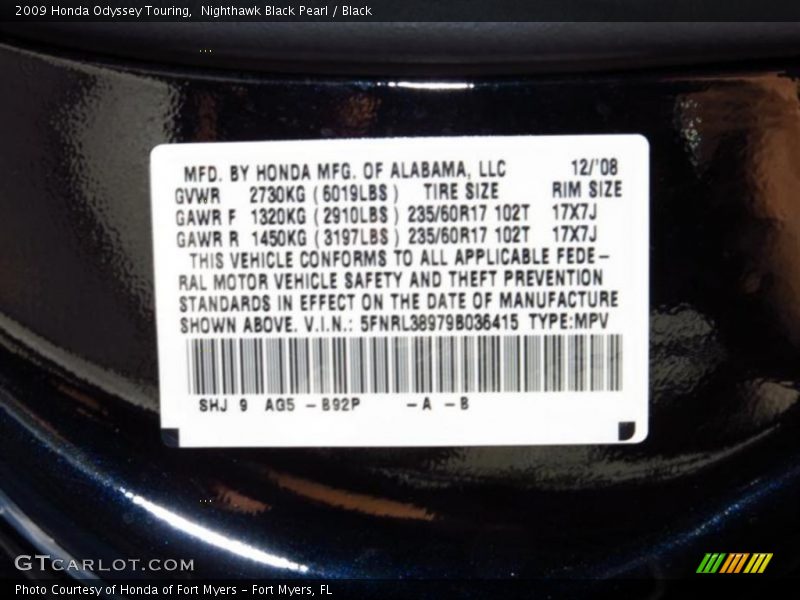 2009 Honda Odyssey Touring, Nighthawk Black Pearl / Black
MFD. BY HONDA MFG. OF ALABAMA, LLC 12/'08
GVWR 2730KG ( 6019LBS ) TIRE SIZE RIM SIZE
GAWR F 1320KG ( 2910LBS ) 235/60R17 102T 17X7J
GAWR R 1450KG ( 3197LBS ) 235/60R17 102T 17X7J
THIS VEHICLE CONFORMS TO ALL APPLICABLE FEDE–
RAL MOTOR VEHICLE SAFETY AND THEFT PREVENTION
STANDARDS IN EFFECT ON THE DATE OF MANUFACTURE
SHOWN ABOVE. V.I.N.: 5FNRL38979B036415 TYPE:MPV
SHJ 9 AG5 – B92P – A – B
GTCARLOT.COM
Photo Courtesy of Honda of Fort Myers – Fort Myers, FL